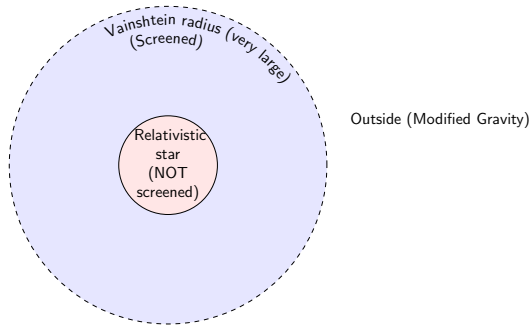 Vainshtein radius (very large)
(Screened)
Outside (Modified Gravity)
Relativistic
star
(NOT
screened)